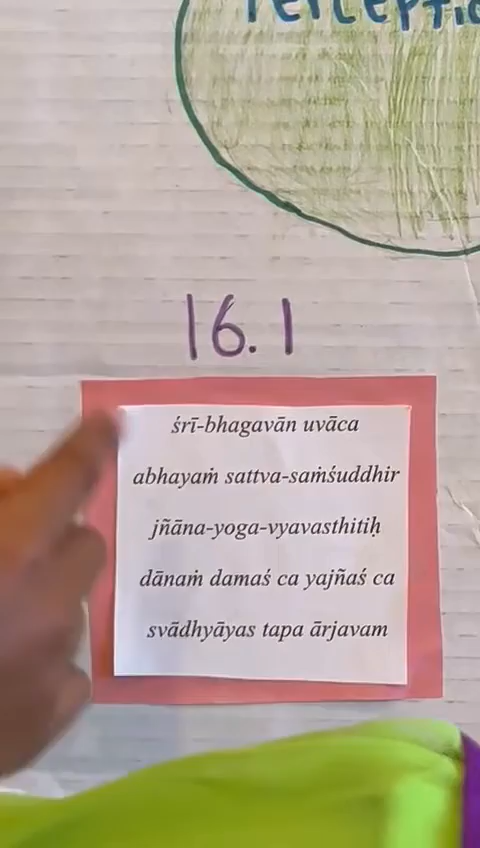 Perceptio
16.1
śrī-bhagavān uvāca
abhayaṁ sattva-saṁśuddhir
jñāna-yoga-vyavasthitiḥ
dānaṁ damaś ca yajñaś ca
svādhyāyas tapa ārjavam